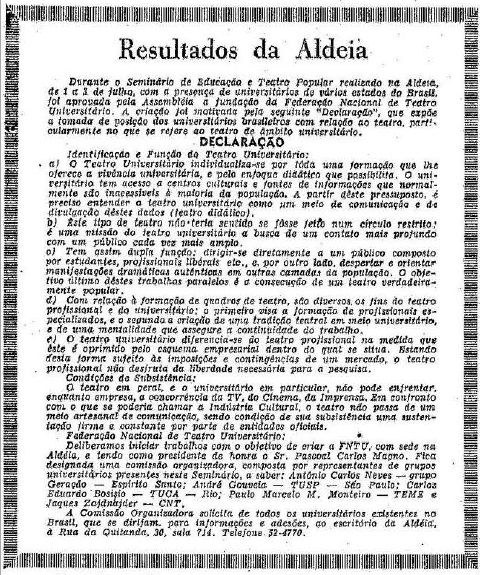 Resultados da Aldeia
Durante o Seminário de Educação e Teatro Popular realizado na Aldeia,
de 1 a 3 de julho, com a presença de universitários de vários estados do Brasil,
foi aprovada pela Assembléia a fundação da Federação Nacional de Teatro
Universitário. A criação foi motivada pela seguinte "Declaração", que expõe
a tomada de posição dos universitários brasileiros com relação ao teatro, parti-
cularmente no que se refere ao teatro de âmbito universitário.
DECLARAÇÃO
Identificação e Função do Teatro Universitário:
a) O Teatro Universitário individualiza-se por tôda uma formação que lhe
oferece a vivência universitária, e pelo enfoque didático que possibilita. O uni-
versitário tem acesso a centros culturais e fontes de informações que normal-
mente são inacessíveis à maioria da população. A partir dêste pressuposto, é
preciso entender o teatro universitário como um meio de comunicação e de
divulgação dêstes dados (teatro didático).
b) Êste tipo de teatro não teria sentido se fôsse feito num círculo restrito:
é uma missão do teatro universitário a busca de um contato mais profundo
com um público cada vez mais amplo.
c) Tem assim dupla função: dirigir-se diretamente a um público composto
por estudantes, profissionais liberais etc., e, por outro lado, despertar e orientar
manifestações dramáticas autênticas em outras camadas da população. O obje-
tivo último dêstes trabalhos paralelos é a consecução de um teatro verdadeira-
mente popular.
d) Com relação à formação de quadros de teatro, são diversos os fins do teatro
profissional e do universitário: o primeiro visa a formação de profissionais es-
pecializados, e o segundo a criação de uma tradição teatral em meio universitário,
e de uma mentalidade que assegure a continuidade do trabalho.
e) O teatro universitário diferencia-se do teatro profissional na medida que
êste é oprimido pelo esquema empresarial dentro do qual se situa. Estando
desta forma sujeito às imposições e contingências de um mercado, o teatro
profissional não desfruta da liberdade necessária para a pesquisa.
Condições de Subsistência:
O teatro em geral, e o universitário em particular, não pode enfrentar,
enquanto emprêsa, a concorrência da TV, do Cinema, da Imprensa. Em confronto
com o que se poderia chamar a Indústria Cultural, o teatro não passa de um
meio artesanal de comunicação, sendo condição de sua subsistência uma susten-
tação firme e constante por parte de entidades oficiais.
Federação Nacional de Teatro Universitário:
Deliberamos iniciar trabalhos com o objetivo de criar a FNTU, com sede na
Aldeia, e tendo como presidente de honra o Sr. Pascoal Carlos Magno. Fica
designada uma comissão organizadora, composta por representantes de grupos
universitários presentes neste Seminário, a saber: Antônio Carlos Neves — grupo
Geração — Espírito Santo; André Gouveia — TUSP — São Paulo; Carlos
Eduardo Bosísio — TUCA — Rio; Paulo Marcelo M. Monteiro — TEMS e
Jaques — CNT.
A Comissão Organizadora solicita de todos os universitários existentes no
Brasil, que se dirijam, para informações e adesões, ao escritório da Aldeia,
à Rua da Quitanda, 30, sala 714. Telefone 52-4770.